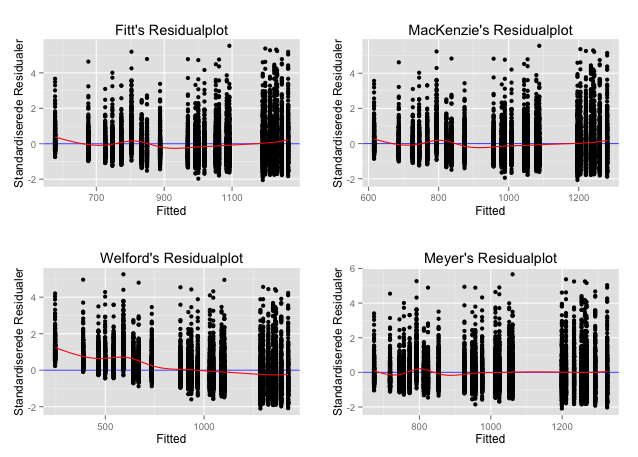 Fitt's Residualplot
Standardiserede Residualer
4
2
0
-2
700
900
1100
Fitted
MacKenzie's Residualplot
Standardiserede Residualer
4
2
0
-2
600
800
1000
1200
Fitted
Welford's Residualplot
Standardiserede Residualer
4
2
0
-2
500
1000
Fitted
Meyer's Residualplot
Standardiserede Residualer
6
4
2
0
-2
800
1000
1200
Fitted